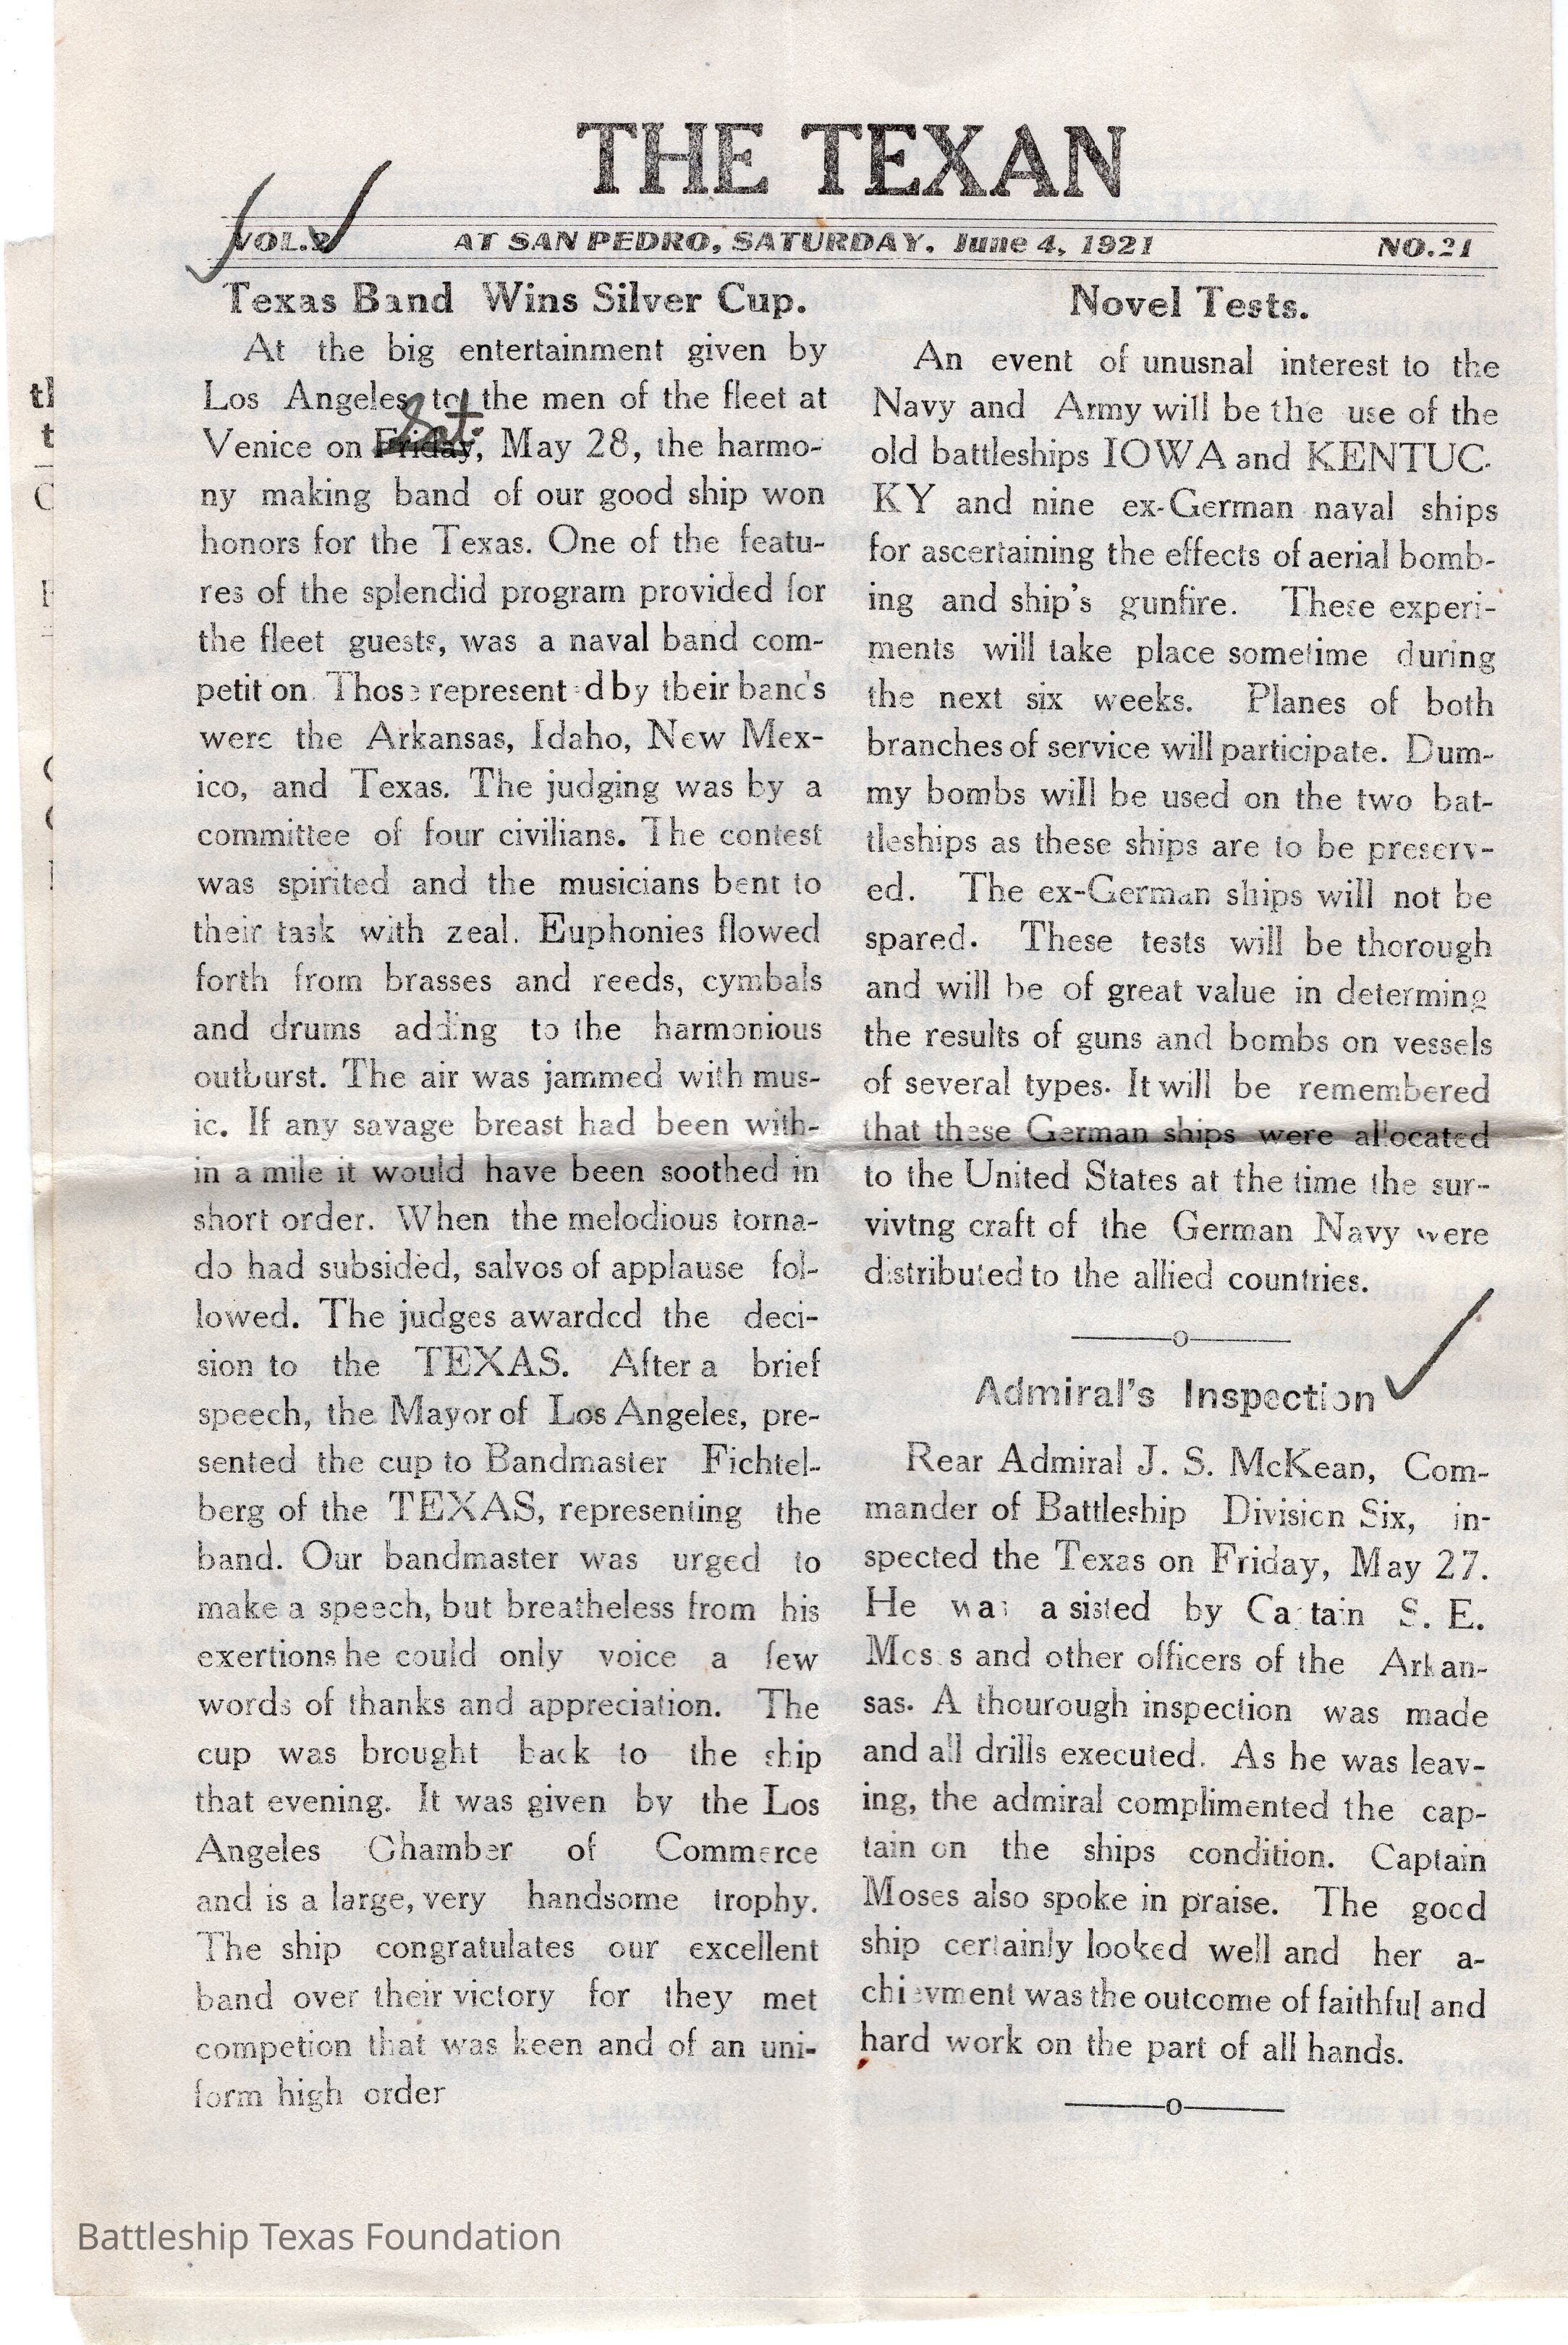 THE TEXAN
VOL.2 AT SAN PEDRO, SATURDAY, June 4, 1921 NO.21
Texas Band Wins Silver Cup.
At the big entertainment given by
Los Angeles to the men of the fleet at
Sat.
Venice on Friday, May 28, the harmo-
ny making band of our good ship won
honors for the Texas. One of the featu-
res of the splendid program provided for
the fleet guests, was a naval band com-
petit on. Those represented by their bands
were the Arkansas, Idaho, New Mex-
ico, and Texas. The judging was by a
committee of four civilians. The contest
was spirited and the musicians bent to
their task with zeal. Euphonies flowed
forth from brasses and reeds, cymbals
and drums adding to the harmonious
outburst. The air was jammed with mus-
ic. If any savage breast had been with-
in a mile it would have been soothed in
short order. When the melodious torna-
do had subsided, salvos of applause fol-
lowed. The judges awarded the deci-
sion to the TEXAS. After a brief
speech, the Mayor of Los Angeles, pre-
sented the cup to Bandmaster Fichtel-
berg of the TEXAS, representing the
band. Our bandmaster was urged to
make a speech, but breatheless from his
exertions he could only voice a few
words of thanks and appreciation. The
cup was brought back to the ship
that evening. It was given by the Los
Angeles Chamber of Commerce
and is a large, very handsome trophy.
The ship congratulates our excellent
band over their victory for they met
competion that was keen and of an uni-
form high order
Novel Tests.
An event of unusnal interest to the
Navy and Army will be the use of the
old battleships IOWA and KENTUC-
KY and nine ex-German naval ships
for ascertaining the effects of aerial bomb-
ing and ship's gunfire. These experi-
ments will take place sometime during
the next six weeks. Planes of both
branches of service will participate. Dum-
my bombs will be used on the two bat-
tleships as these ships are to be preserv-
ed. The ex-German ships will not be
spared. These tests will be thorough
and will be of great value in determing
the results of guns and bombs on vessels
of several types. It will be remembered
that these German ships were allocated
to the United States at the time the sur-
vivtng craft of the German Navy were
distributed to the allied countries.
o
Admiral's Inspection
Rear Admiral J. S. McKean, Com-
mander of Battleship Division Six, in-
spected the Texas on Friday, May 27.
He was a sisted by Captain S. E.
Moses and other officers of the Arkan-
sas. A thourough inspection was made
and all drills executed. As he was leav-
ing, the admiral complimented the cap-
tain on the ships condition. Captain
Moses also spoke in praise. The good
ship certainly looked well and her a-
chievment was the outcome of faithful and
hard work on the part of all hands.
o
Battleship Texas Foundation